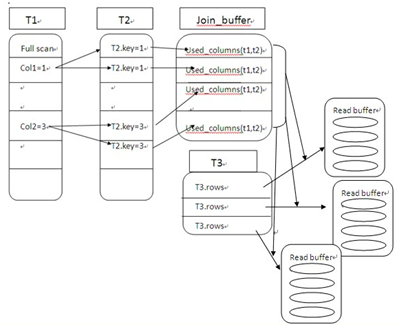 T1
T2
Join_buffer
Full scan
T2.key=1
Used_columns(t1,t2)
Col1=1
T2.key=1
Used_columns(t1,t2)
Used_columns(t1,t2)
Col2=3
T2.key=3
Used_columns(t1,t2)
T2.key=3
T3
T3.rows
T3.rows
T3.rows
Read buffer
Read buffer
Read buffer